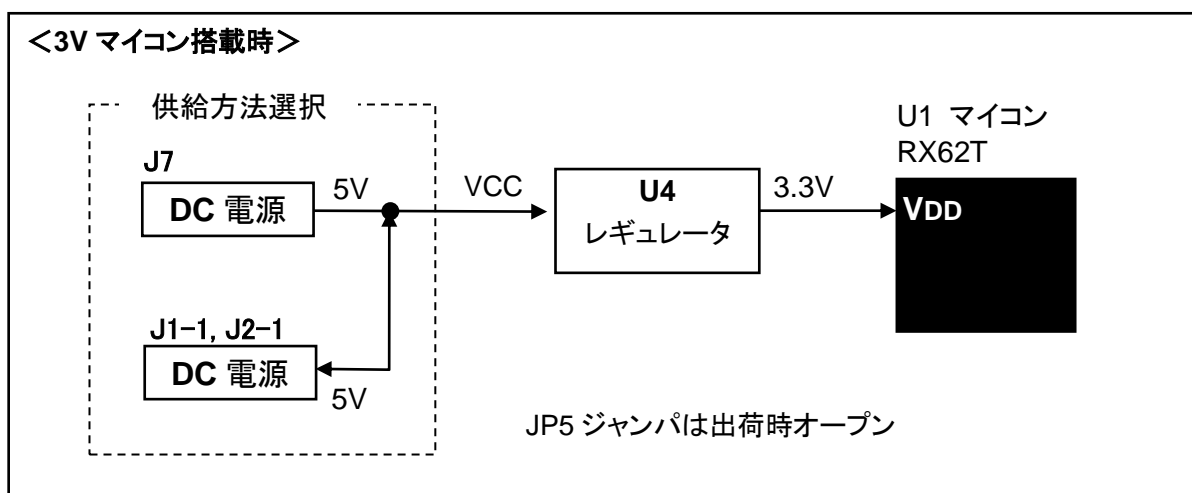 ＜3V マイコン搭載時＞
供給方法選択
J7
DC 電源
5V
VCC
U4
レギュレータ
3.3V
U1 マイコン
RX62T
VDD
J1-1, J2-1
DC 電源
5V
JP5 ジャンパは出荷時オープン